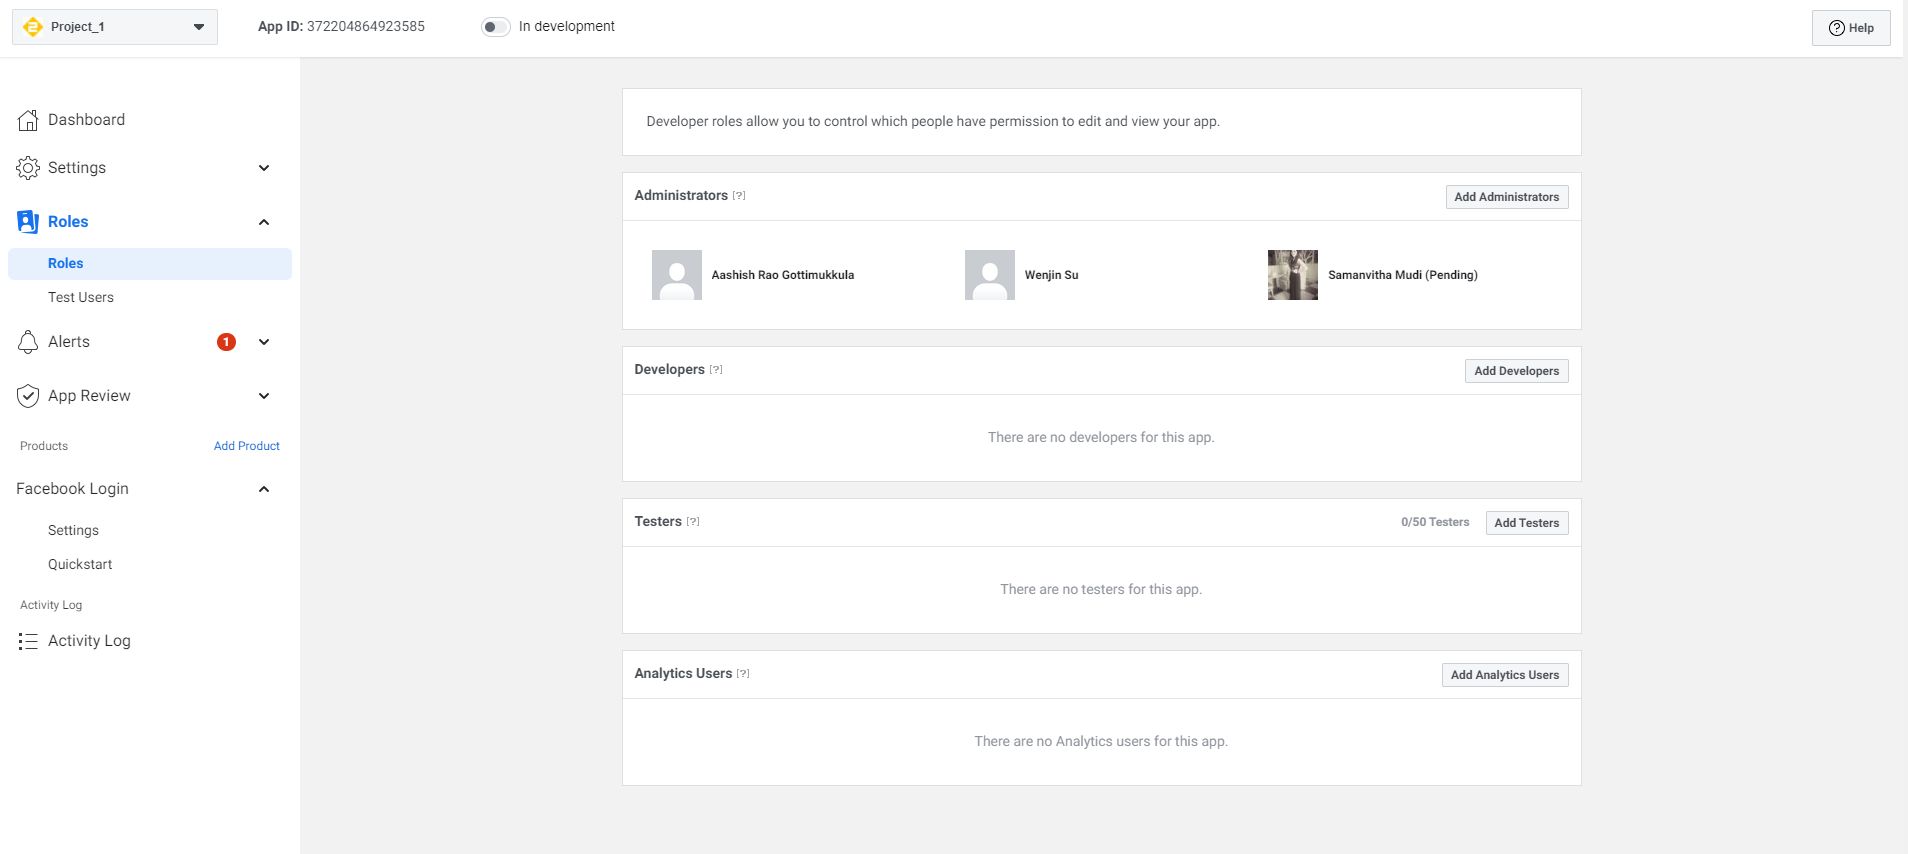 Project_1
App ID: 372204864923585
In development
Help
Dashboard
Settings
Roles
Roles
Test Users
Alerts
1
App Review
Products
Add Product
Facebook Login
Settings
Quickstart
Activity Log
Activity Log
Developer roles allow you to control which people have permission to edit and view your app.
Administrators [?]
Add Administrators
Aashish Rao Gottimukkula
Wenjin Su
Samanvitha Mudi (Pending)
Developers [?]
Add Developers
There are no developers for this app.
Testers [?]
0/50 Testers
Add Testers
There are no testers for this app.
Analytics Users [?]
Add Analytics Users
There are no Analytics users for this app.